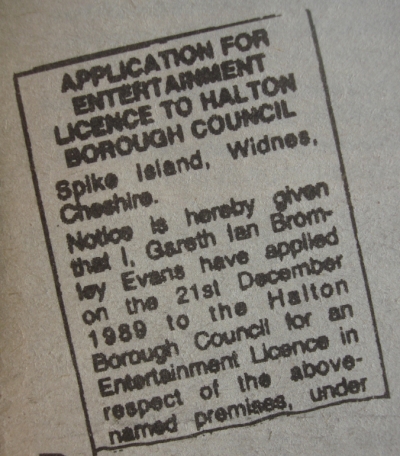 APPLICATION FOR
ENTERTAINMENT
LICENCE TO HALTON
BOROUGH COUNCIL
Spike Island, Widnes,
Cheshire.
Notice is hereby given
that I, Gareth Ian Brom-
ley Evans have applied
on the 21st December
1989 to the Halton
Borough Council for an
Entertainment Licence in
respect of the above-
named premises, under